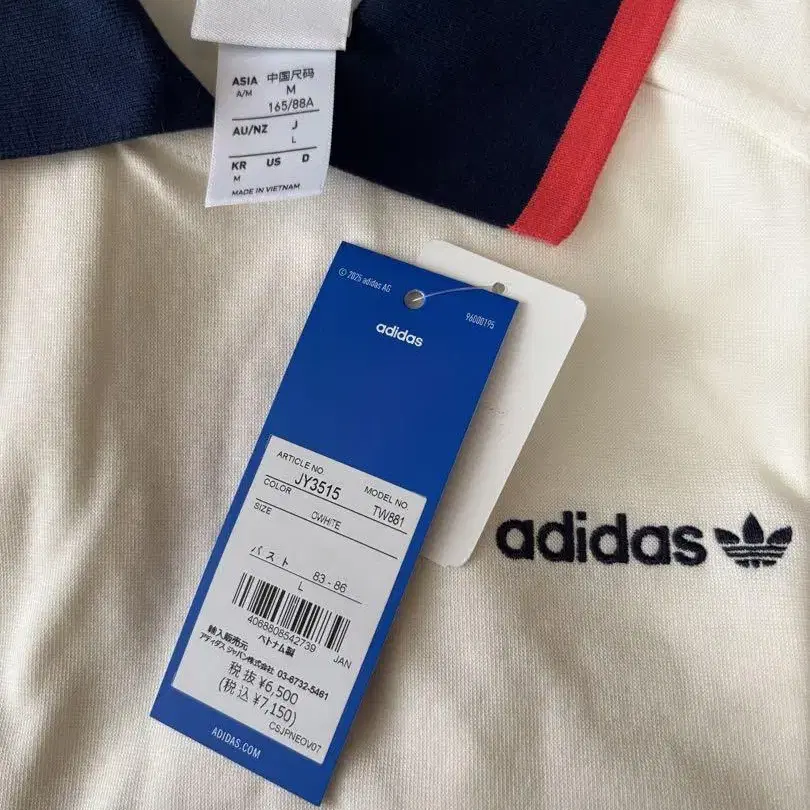 ASIA 中国尺码
A/M M
165/88A
AU/NZ J
L
KR US D
M
MADE IN VIETNAM
© 2025 adidas AG
96D00195
adidas
ARTICLE NO.
JY3515
MODEL NO.
COLOR
TW881
SIZE
CWHITE
バスト 83 - 86
L
4068808542739
JAN
ベトナム製
輸入販売元
アディダス ジャパン株式会社 03-6732-5461
税抜 ¥6,500
(税込 ¥7,150)
CSJPNEOV07
ADIDAS.COM
adidas